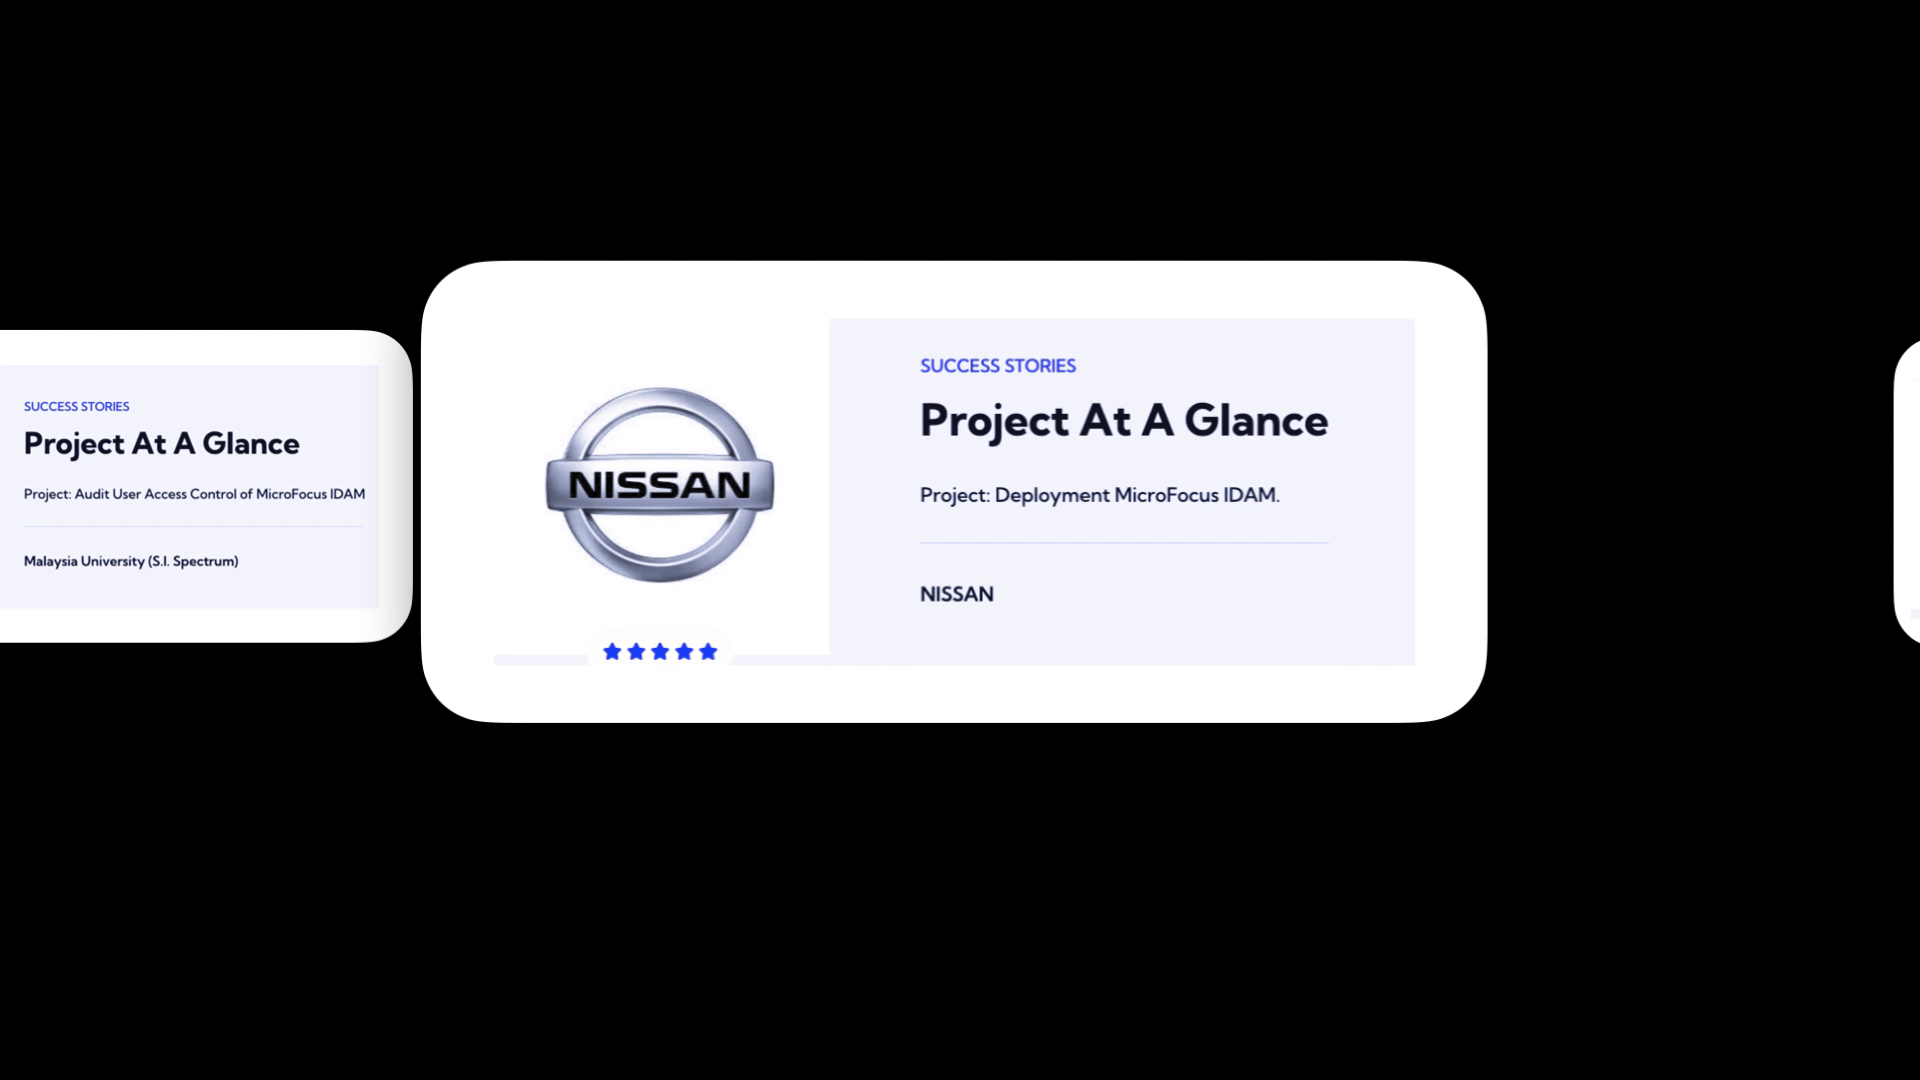 SUCCESS STORIES
Project At A Glance
Project: Audit User Access Control of MicroFocus IDAM
Malaysia University (S.I. Spectrum)
NISSAN
SUCCESS STORIES
Project At A Glance
Project: Deployment MicroFocus IDAM.
NISSAN